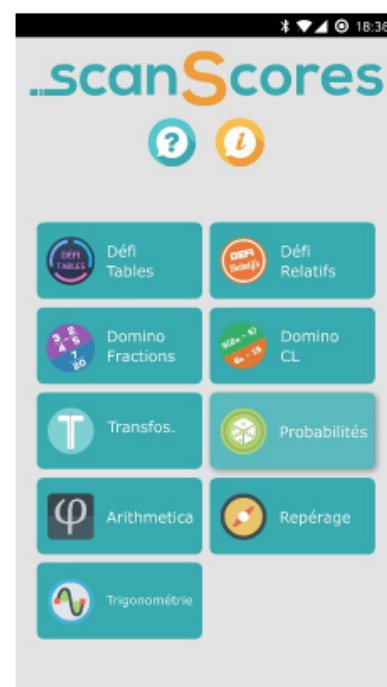 18:36
..scanScores
? i
DÉFI
TABLES
Défi
Tables
DÉFI
Relatifs
Défi
Relatifs
Domino
Fractions
Domino
CL
T
Transfos.
Probabilités
φ
Arithmetica
Repérage
Trigonométrie